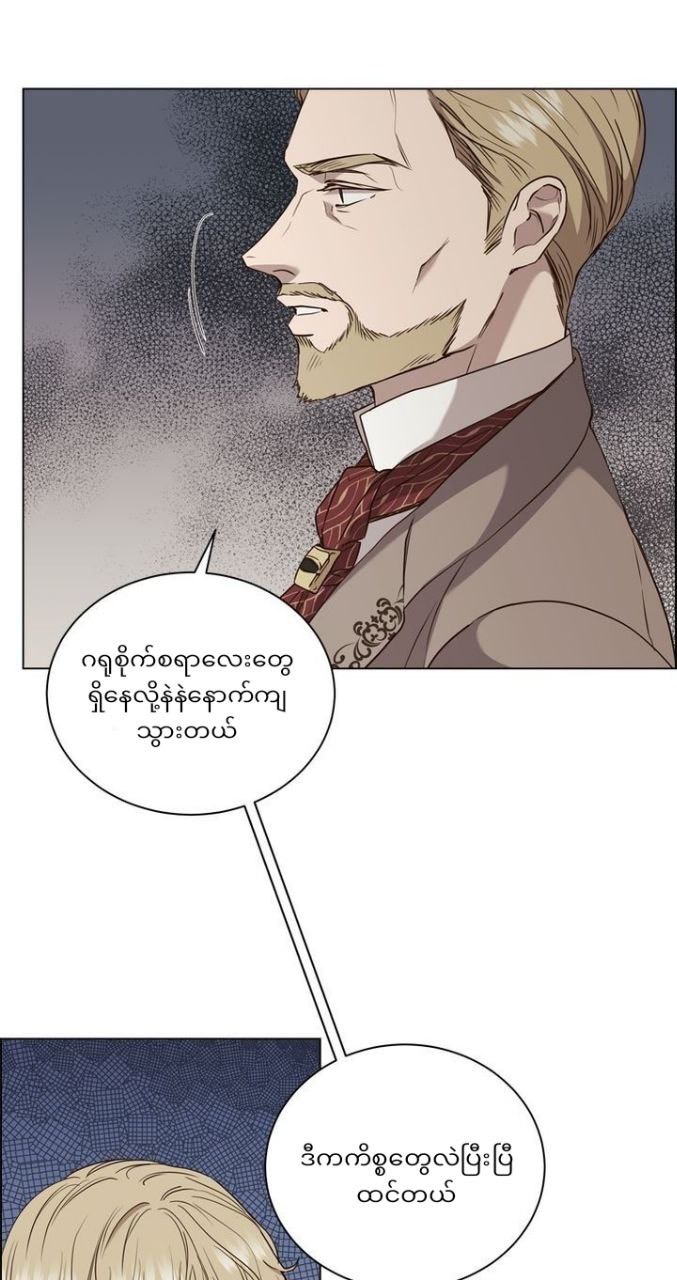 ဂရုစိုက်စရာလေးတွေ
ရှိနေလို့နဲနဲနောက်ကျ
သွားတယ်
ဒီကကိစ္စတွေလဲပြီးပြီ
ထင်တယ်